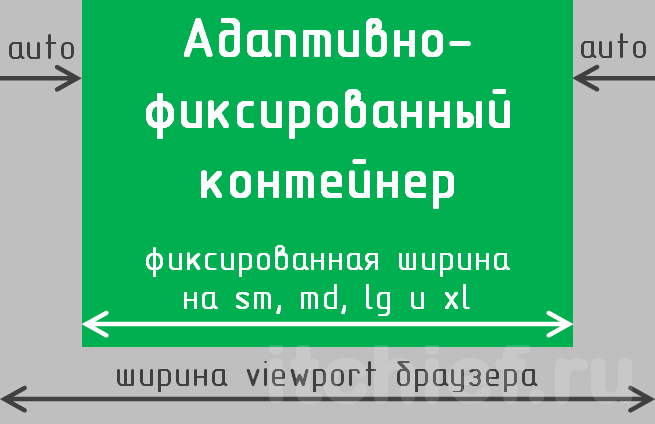 Адаптивно-
auto
auto
фиксированный
контейнер
фиксированная ширина
на sm, md, lg и xl
ширина viewport браузера
itchief.ru